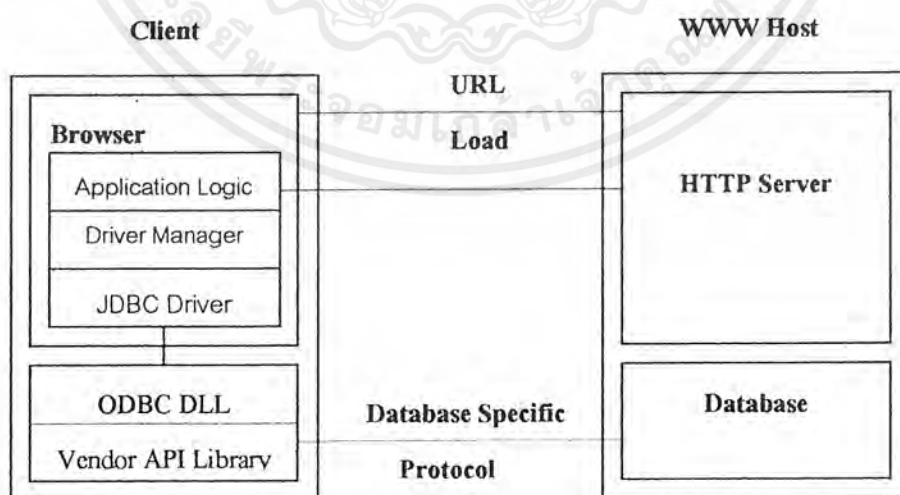 Client
WWW Host
URL
Load
Browser
Application Logic
Driver Manager
JDBC Driver
HTTP Server
ODBC DLL
Vendor API Library
Database Specific
Protocol
Database